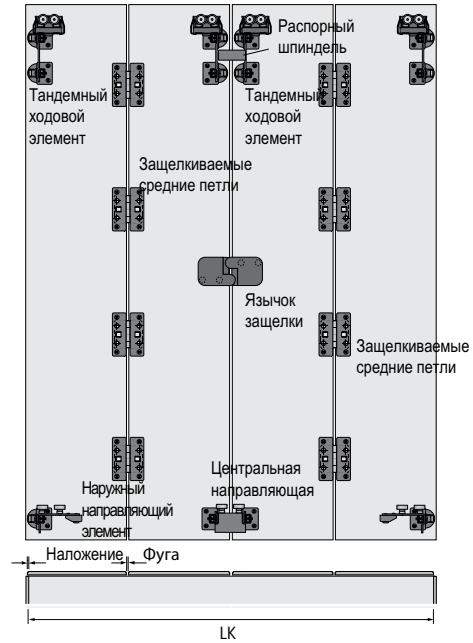 Распорный
шпиндель
Тандемный
ходовой
элемент
Тандемный
ходовой
элемент
Защелкиваемые
средние петли
Язычок
защелки
Защелкиваемые
средние петли
Наружный
направляющий
элемент
Центральная
направляющая
Наложение
Фуга
LK